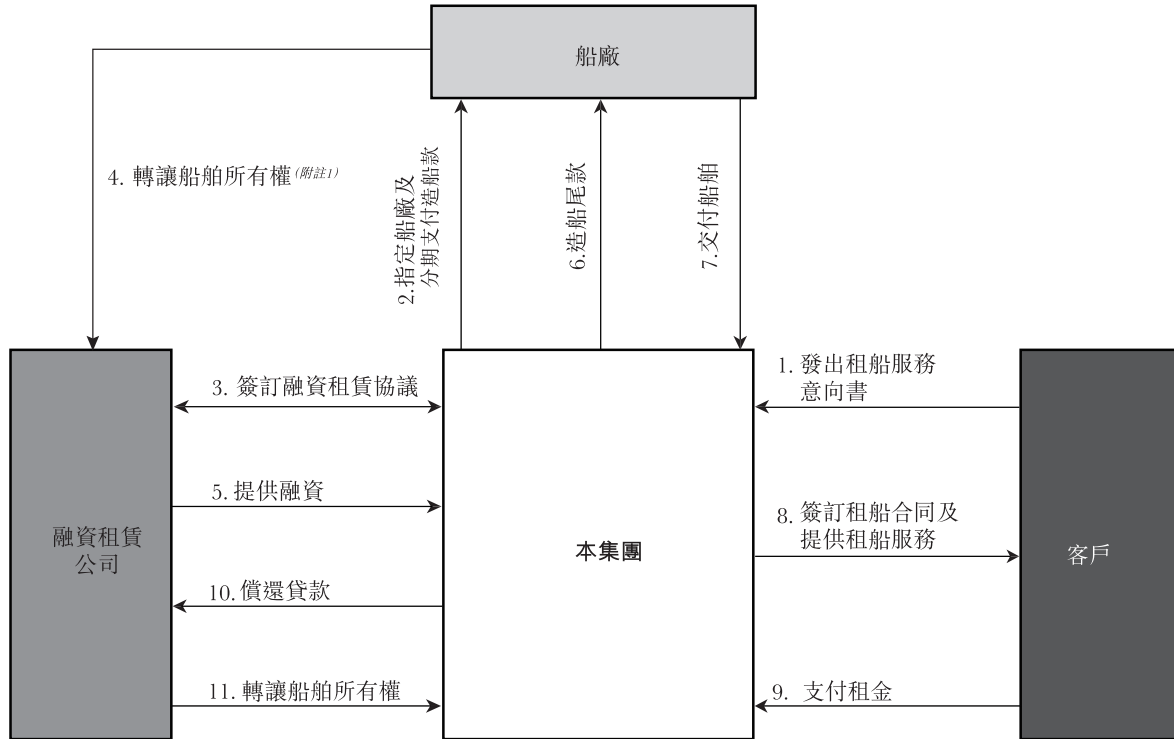 船廠
4. 轉讓船舶所有權(附註1)
2.指定船廠及
分期支付造船款
6.造船尾款
7.交付船舶
3. 簽訂融資租賃協議
1. 發出租船服務
意向書
5. 提供融資
8. 簽訂租船合同及
提供租船服務
融資租賃
公司
本集團
客戶
10. 償還貸款
11. 轉讓船舶所有權
9. 支付租金